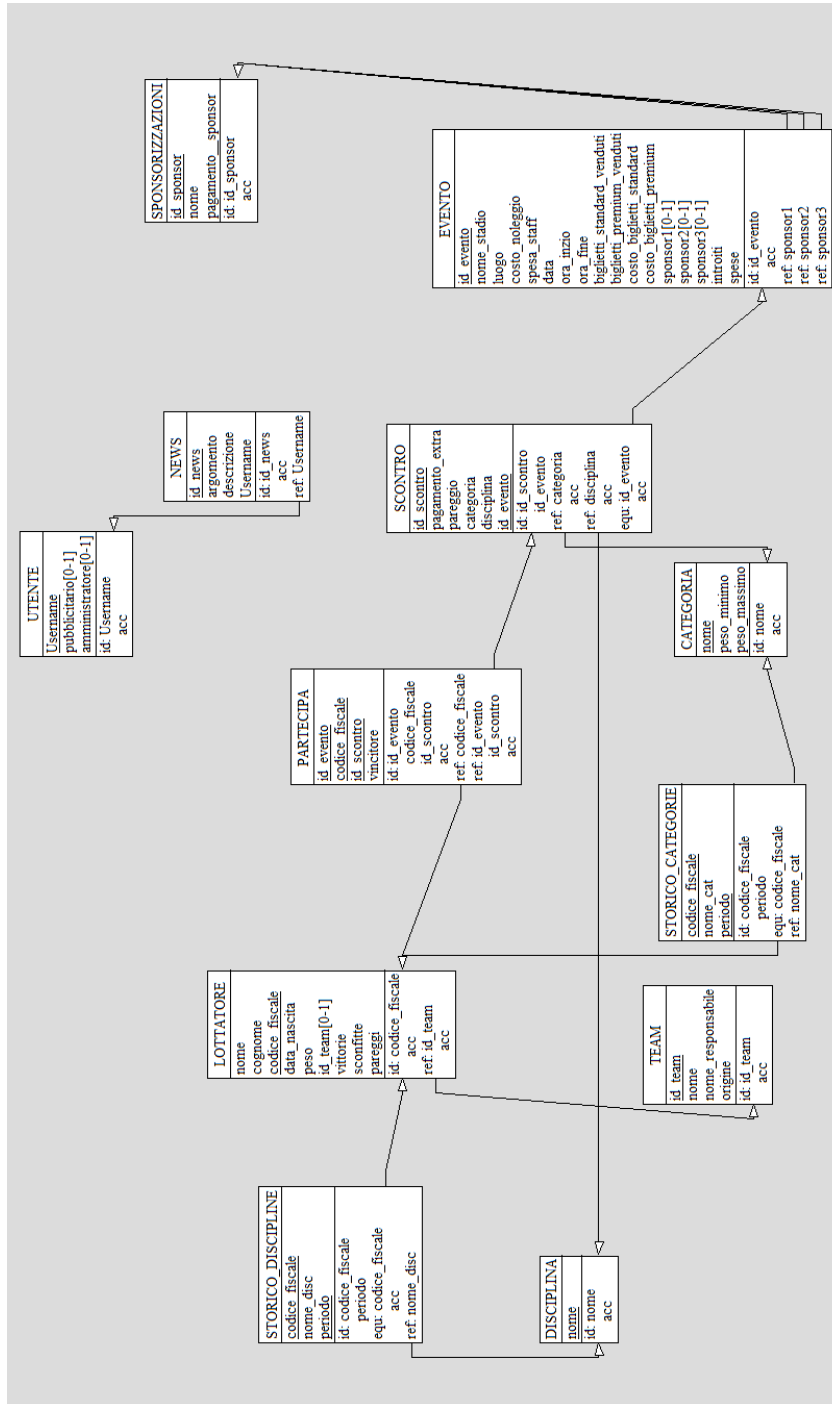 UTENTE
Username
pubblicitario[0-1]
amministratore[0-1]
id: Username
acc
SPONSORIZZAZIONI
id_sponsor
nome
pagamento_sponsor
id: id_sponsor
acc
NEWS
id_news
argomento
descrizione
Username
id: id_news
acc
ref: Username
LOTTATORE
nome
cognome
codice_fiscale
data_nascita
peso
id_team[0-1]
vittorie
sconfitte
pareggi
id: codice_fiscale
acc
ref: id_team
acc
STORICO_DISCIPLINE
codice_fiscale
nome_disc
periodo
id: codice_fiscale
periodo
equ: codice_fiscale
acc
ref: nome_disc
PARTECIPA
id_evento
codice_fiscale
id_scontro
vincitore
id: id_evento
codice_fiscale
id_scontro
acc
ref: codice_fiscale
ref: id_evento
id_scontro
acc
SCONTRO
id_scontro
pagamento_extra
pareggio
categoria
disciplina
id_evento
id: id_scontro
id_evento
ref: categoria
acc
ref: disciplina
acc
equ: id_evento
acc
EVENTO
id_evento
nome_stadio
luogo
costo_noleggio
spesa_staff
data
ora_inzio
ora_fine
biglietti_standard_venduti
biglietti_premium_venduti
costo_biglietti_standard
costo_biglietti_premium
sponsor1[0-1]
sponsor2[0-1]
sponsor3[0-1]
introiti
spese
id: id_evento
acc
ref: sponsor1
ref: sponsor2
ref: sponsor3
DISCIPLINA
nome
id: nome
acc
TEAM
id_team
nome
nome_responsabile
origine
id: id_team
acc
STORICO_CATEGORIE
codice_fiscale
nome_cat
periodo
id: codice_fiscale
periodo
equ: codice_fiscale
ref: nome_cat
CATEGORIA
nome
peso_minimo
peso_massimo
id: nome
acc